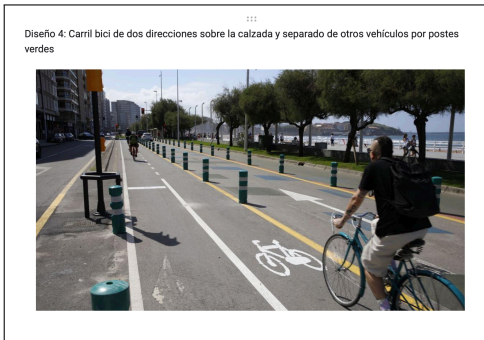 Diseño 4: Carril bici de dos direcciones sobre la calzada y separado de otros vehículos por postes
verdes